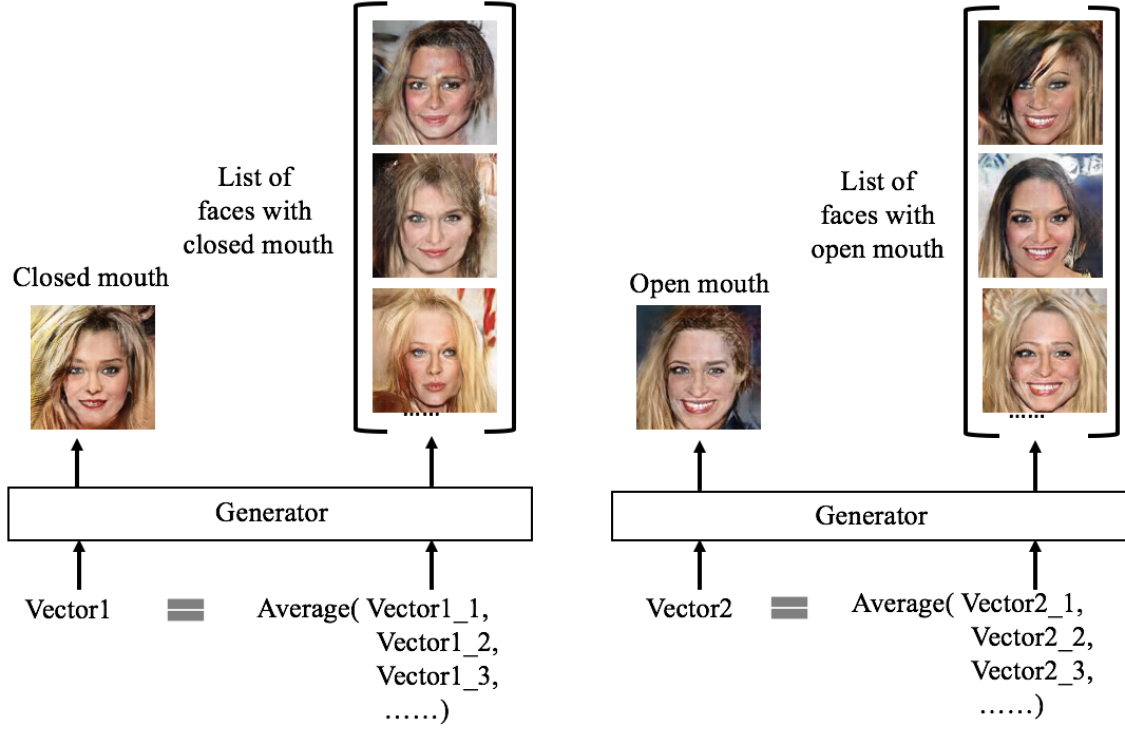 List of
faces with
closed mouth
Closed mouth
......
Generator
Vector1 = Average( Vector1_1,
Vector1_2,
Vector1_3,
......)
List of
faces with
open mouth
Open mouth
......
Generator
Vector2 = Average( Vector2_1,
Vector2_2,
Vector2_3,
......)